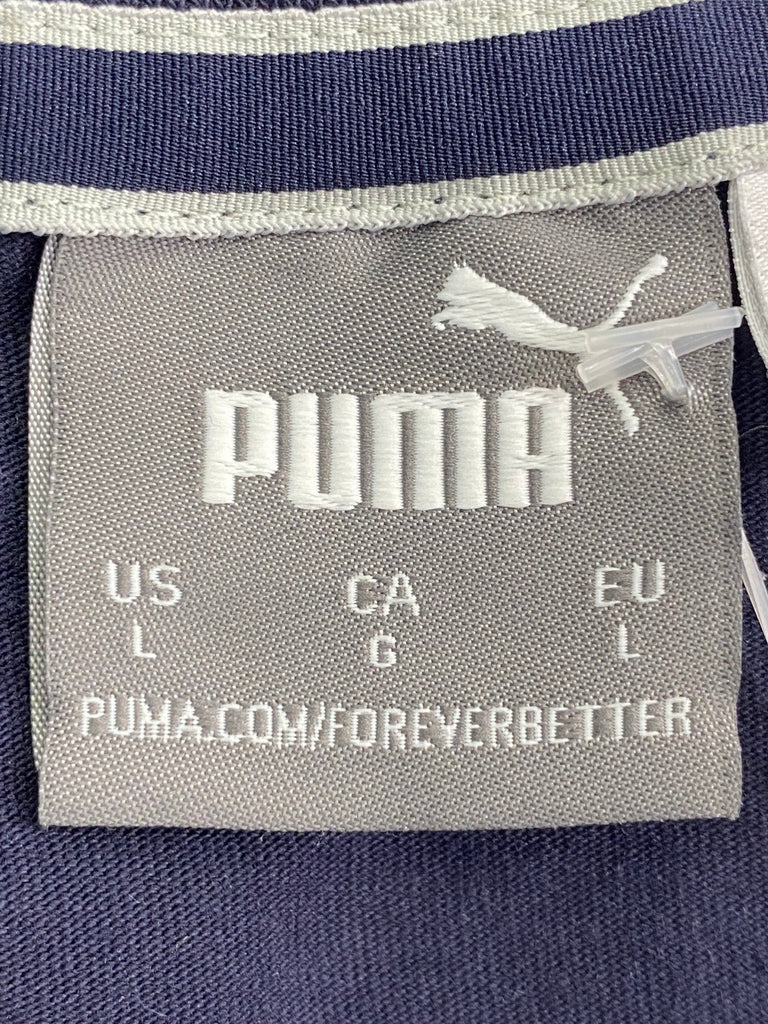 PUMA
US CA EU
L G L
PUMA.COM/FOREVERBETTER